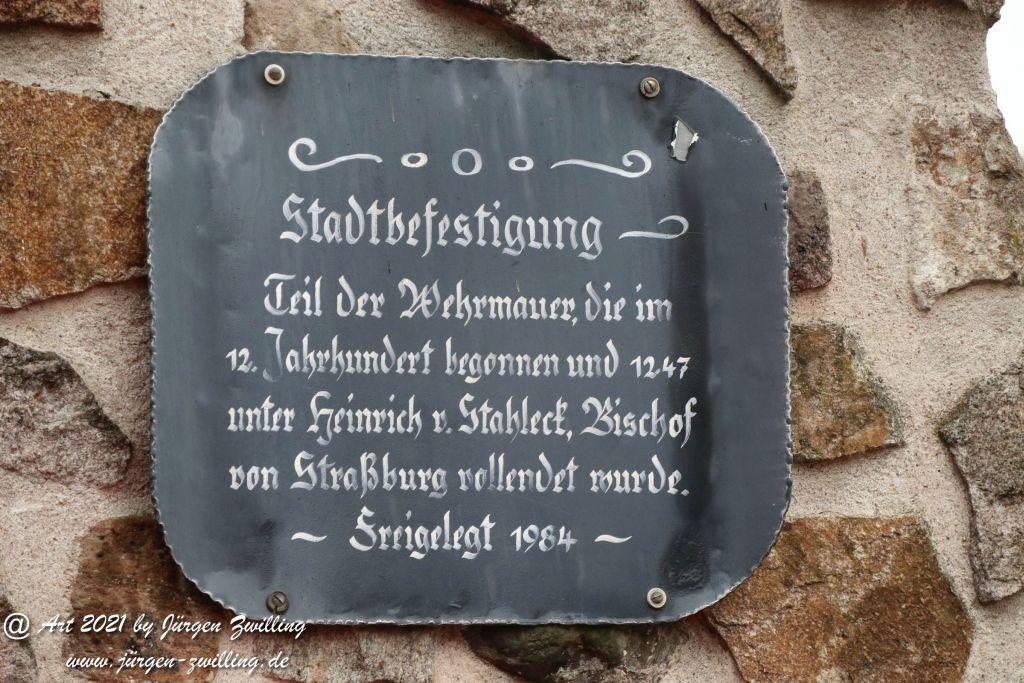 Stadtbefestigung
Teil der Wehrmauer, die im
12. Jahrhundert begonnen und 1247
unter Heinrich v. Stahleck, Bischof
von Straßburg vollendet wurde.
– Freigelegt 1984 –
@ Art 2021 by Jürgen Zwilling
www.jürgen-zwilling.de